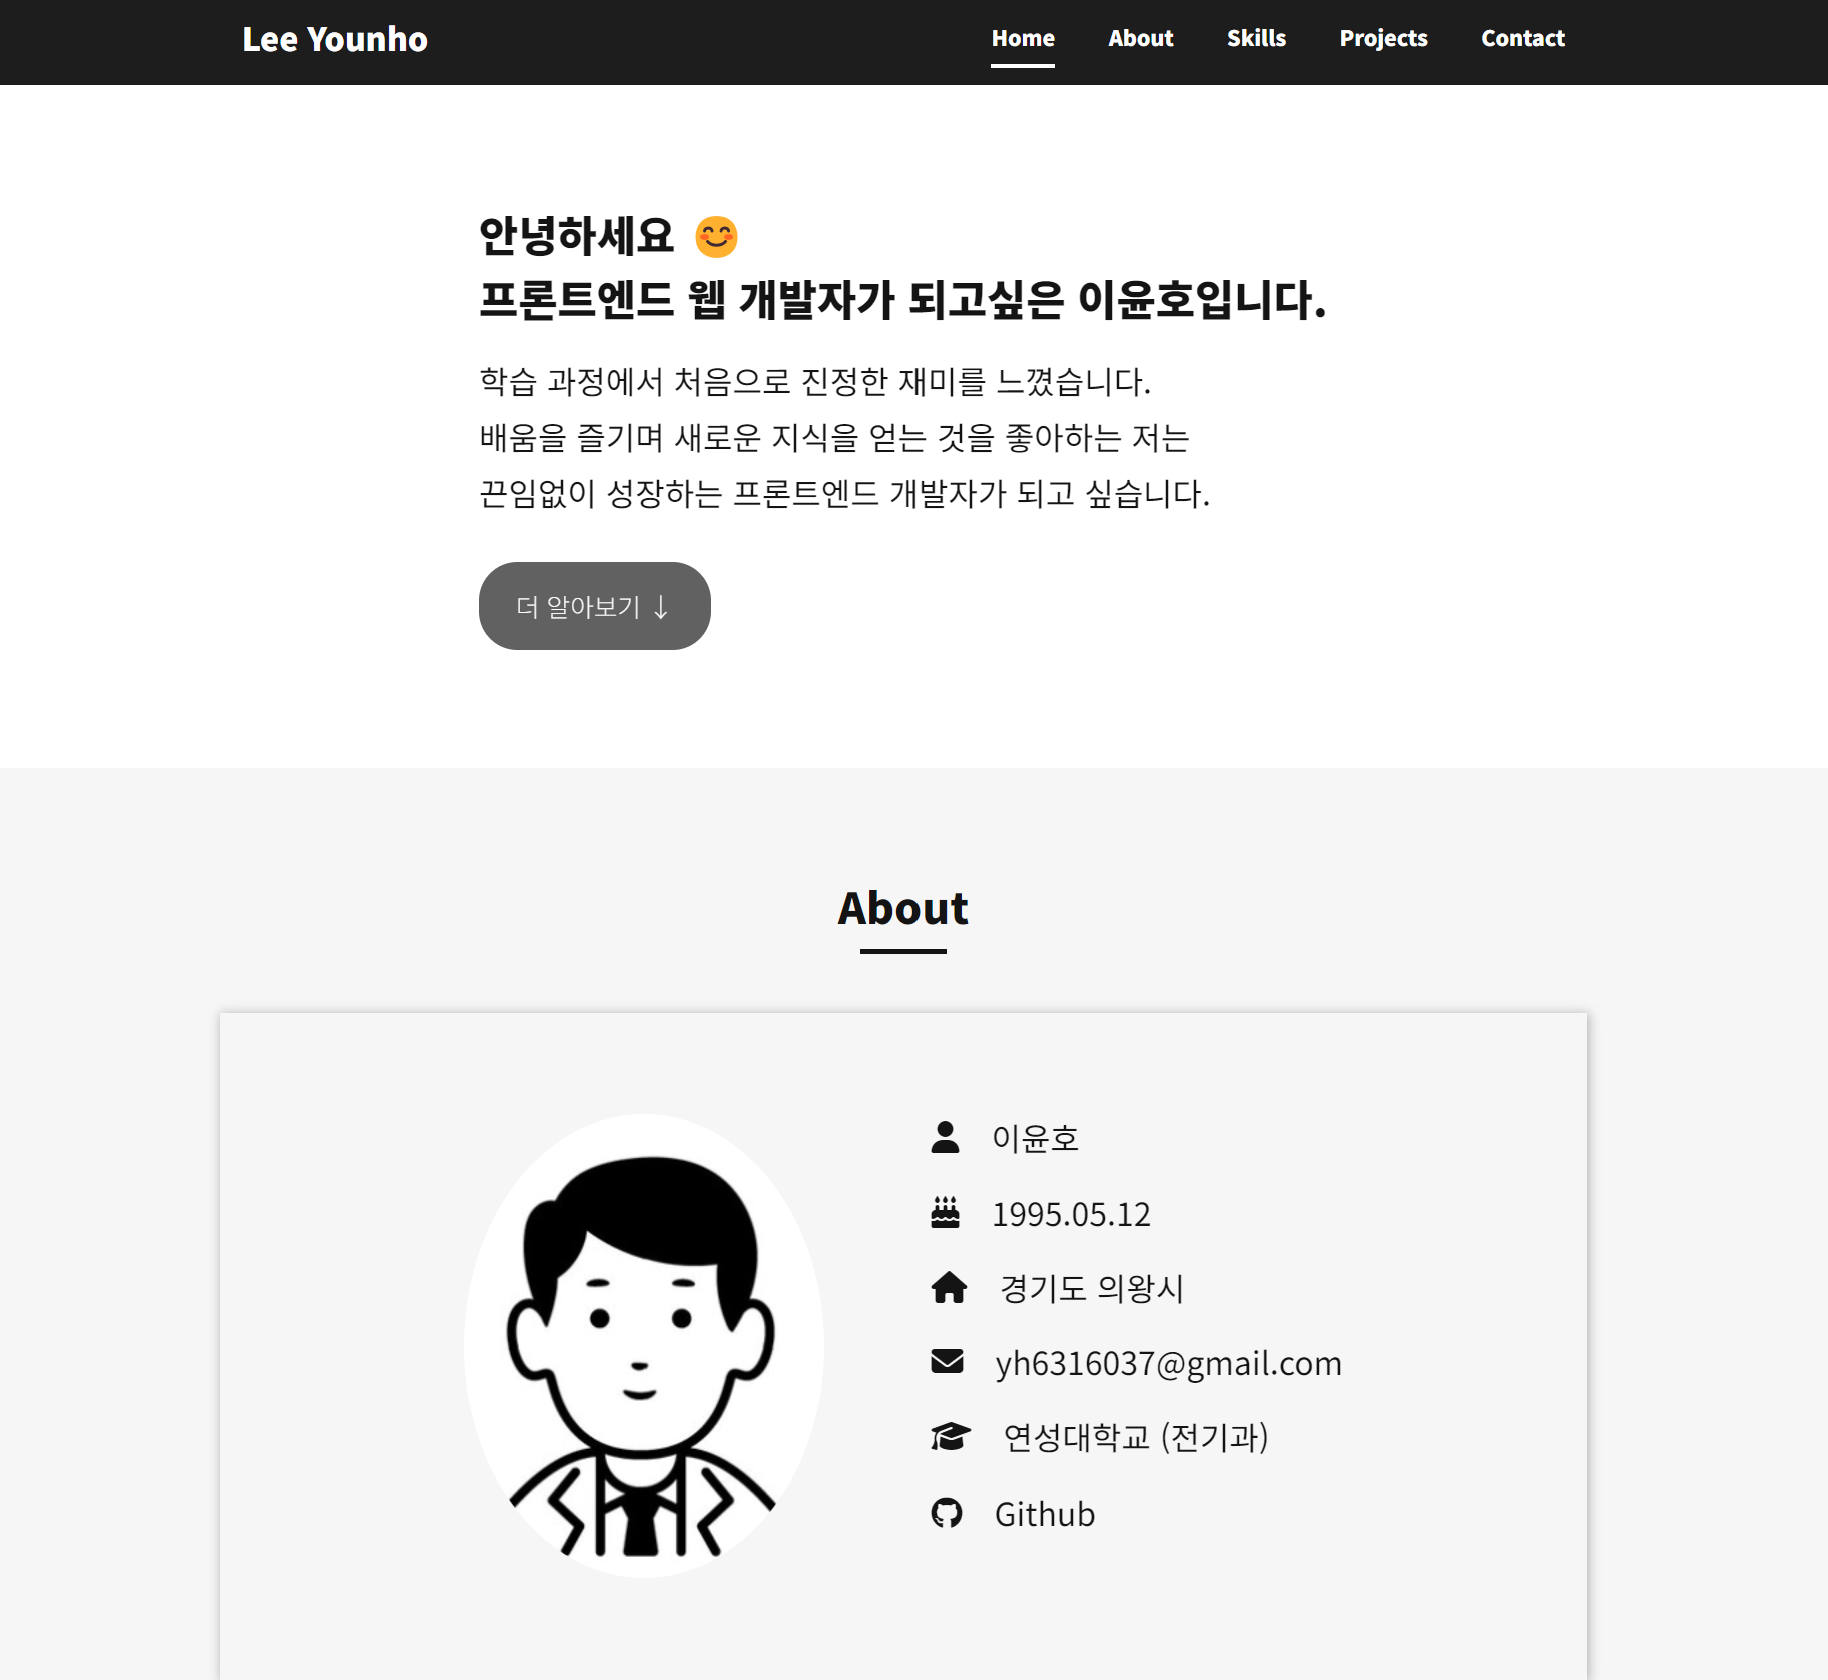 Lee Younho
Home About Skills Projects Contact
안녕하세요 😊
프론트엔드 웹 개발자가 되고싶은 이윤호입니다.
학습 과정에서 처음으로 진정한 재미를 느꼈습니다.
배움을 즐기며 새로운 지식을 얻는 것을 좋아하는 저는
끈임없이 성장하는 프론트엔드 개발자가 되고 싶습니다.
더 알아보기 ↓
About
이윤호
1995.05.12
경기도 의왕시
yh6316037@gmail.com
연성대학교 (전기과)
Github